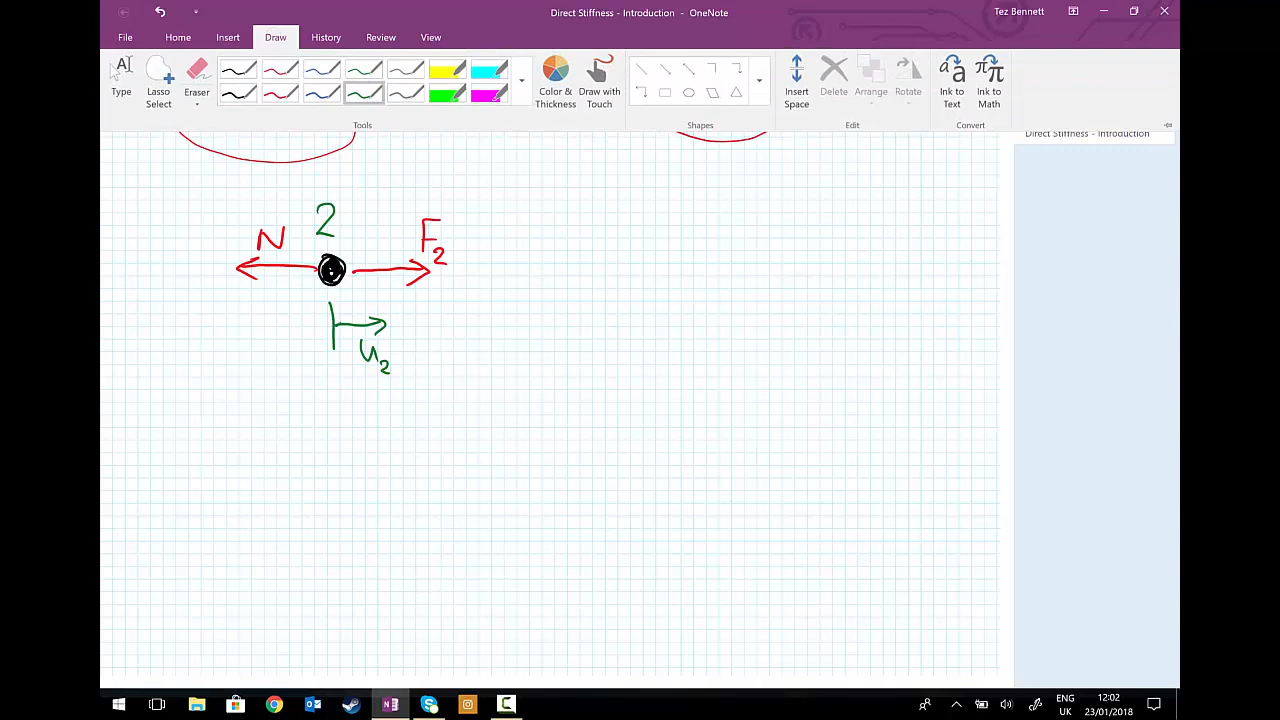 Direct Stiffness - Introduction - OneNote
Tez Bennett
File Home Insert Draw History Review View
Type
Lasso Select
Eraser
Color & Thickness
Draw with Touch
Insert Space
Delete
Arrange
Rotate
Ink to Text
Ink to Math
Tools
Shapes
Edit
Convert
Direct Stiffness - Introduction
2
N
F2
u2
ENG
UK
12:02
23/01/2018